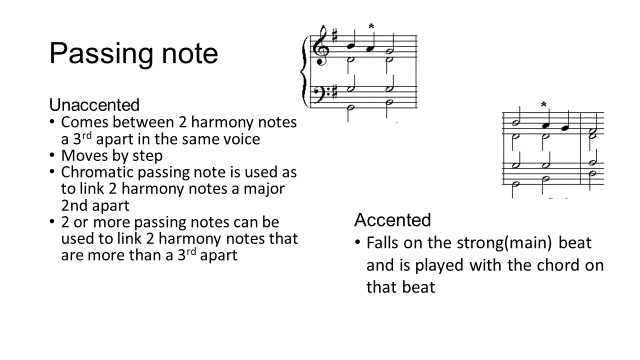 Passing note
Unaccented
• Comes between 2 harmony notes
a 3rd apart in the same voice
• Moves by step
• Chromatic passing note is used as
to link 2 harmony notes a major
2nd apart
• 2 or more passing notes can be
used to link 2 harmony notes that
are more than a 3rd apart
*
*
Accented
• Falls on the strong(main) beat
and is played with the chord on
that beat